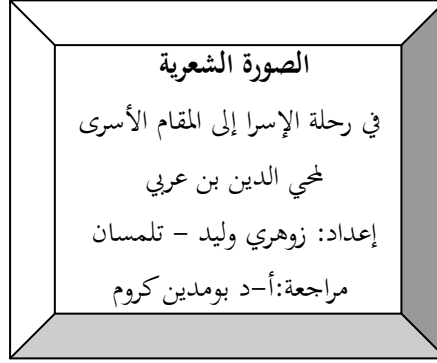 الصورة الشعرية
في رحلة الإسرا إلى المقام الأسرى
لمحي الدين بن عربي
إعداد: زوهري وليد – تلمسان
مراجعة:أ–د بومدين كروم